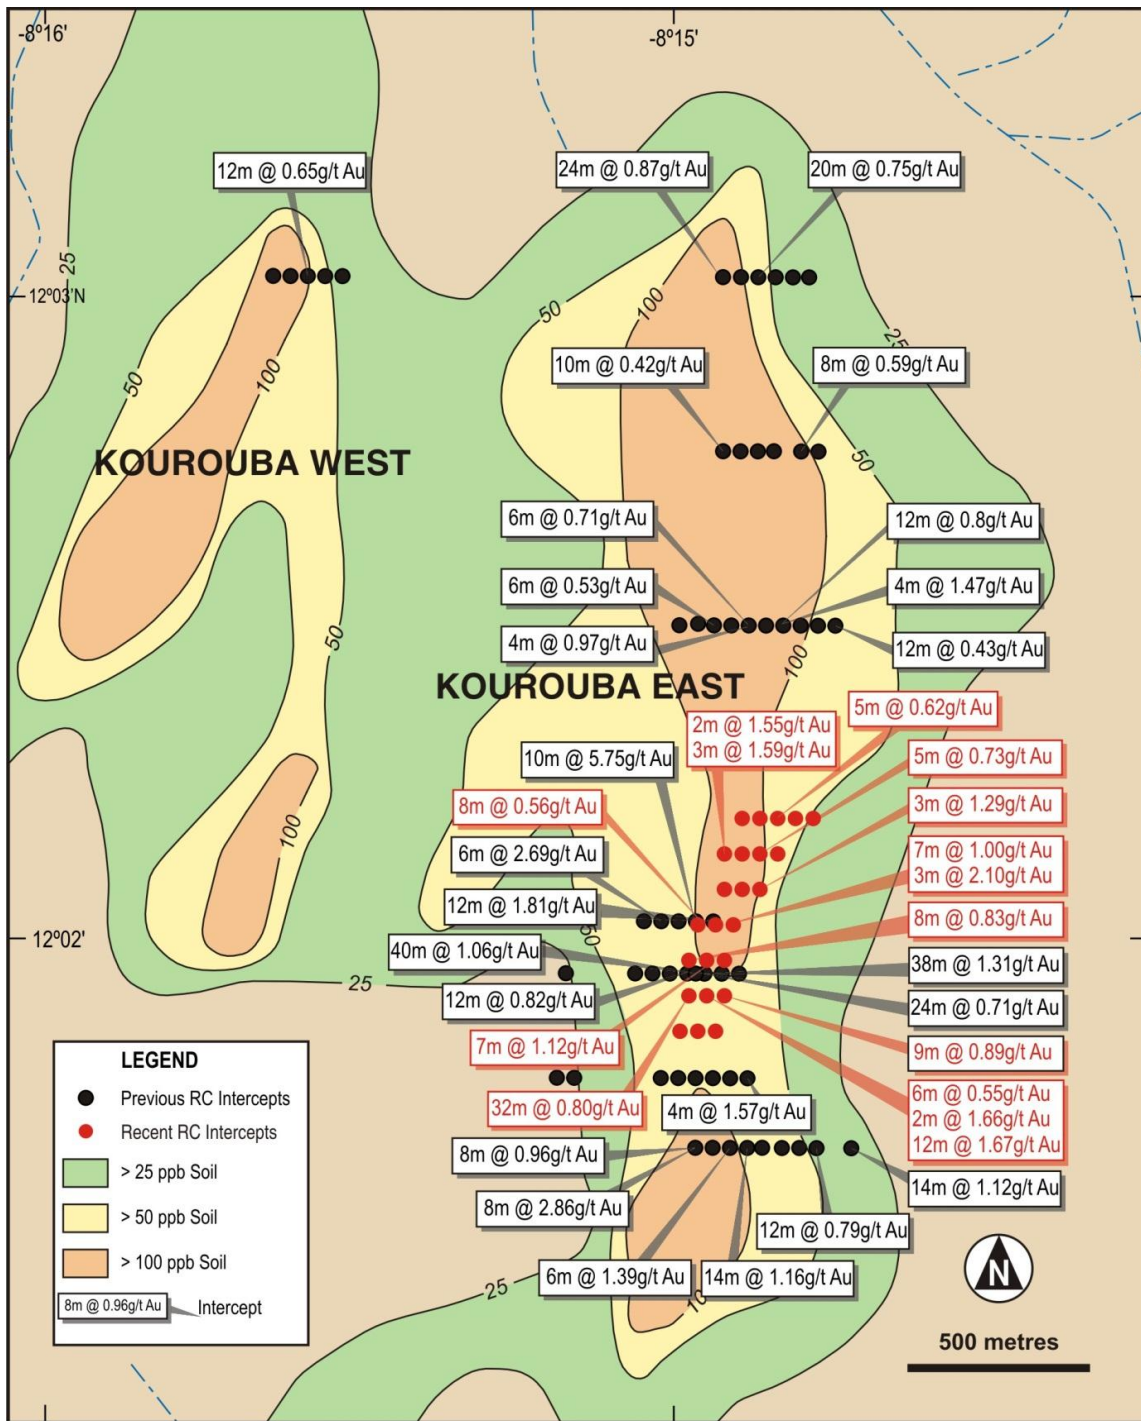 -8º16'
-8º15'
12m @ 0.65g/t Au
24m @ 0.87g/t Au
20m @ 0.75g/t Au
25
12º03'N
50
100
25
50
100
10m @ 0.42g/t Au
8m @ 0.59g/t Au
KOUROUBA WEST
50
6m @ 0.71g/t Au
12m @ 0.8g/t Au
6m @ 0.53g/t Au
4m @ 1.47g/t Au
4m @ 0.97g/t Au
12m @ 0.43g/t Au
50
100
KOUROUBA EAST
5m @ 0.62g/t Au
2m @ 1.55g/t Au
3m @ 1.59g/t Au
10m @ 5.75g/t Au
5m @ 0.73g/t Au
8m @ 0.56g/t Au
3m @ 1.29g/t Au
100
6m @ 2.69g/t Au
7m @ 1.00g/t Au
3m @ 2.10g/t Au
12m @ 1.81g/t Au
8m @ 0.83g/t Au
12º02'
50
40m @ 1.06g/t Au
38m @ 1.31g/t Au
25
12m @ 0.82g/t Au
24m @ 0.71g/t Au
7m @ 1.12g/t Au
9m @ 0.89g/t Au
32m @ 0.80g/t Au
4m @ 1.57g/t Au
6m @ 0.55g/t Au
2m @ 1.66g/t Au
12m @ 1.67g/t Au
8m @ 0.96g/t Au
14m @ 1.12g/t Au
8m @ 2.86g/t Au
12m @ 0.79g/t Au
6m @ 1.39g/t Au
14m @ 1.16g/t Au
25
10
LEGEND
Previous RC Intercepts
Recent RC Intercepts
> 25 ppb Soil
> 50 ppb Soil
> 100 ppb Soil
8m @ 0.96g/t Au
Intercept
N
500 metres